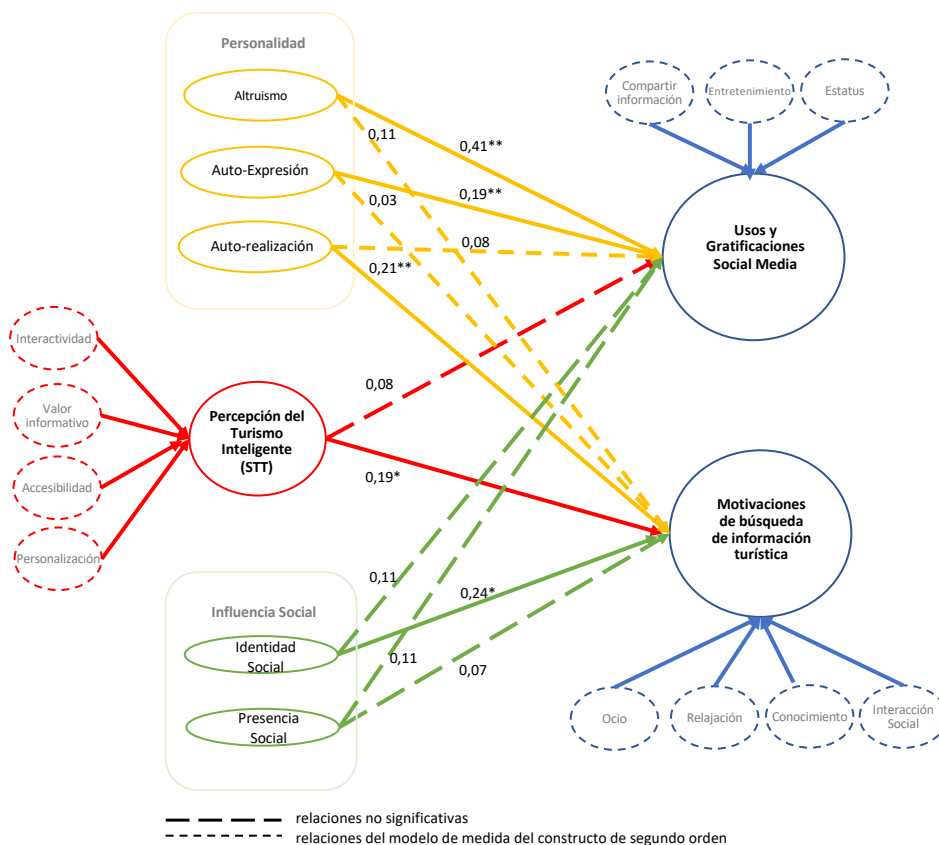 Personalidad
Altruismo
Auto-Expresión
Auto-realización
Compartir
información
Entretenimiento
Estatus
0,11
0,41**
0,19**
0,03
0,08
0,21**
Usos y
Gratificaciones
Social Media
Interactividad
Valor
informativo
Accesibilidad
Personalización
Percepción del
Turismo
Inteligente
(STT)
0,08
0,19*
Motivaciones
de búsqueda
de información
turística
Influencia Social
Identidad
Social
Presencia
Social
0,11
0,24*
0,11
0,07
Ocio
Relajación
Conocimiento
Interacción
Social
relaciones no significativas
relaciones del modelo de medida del constructo de segundo orden